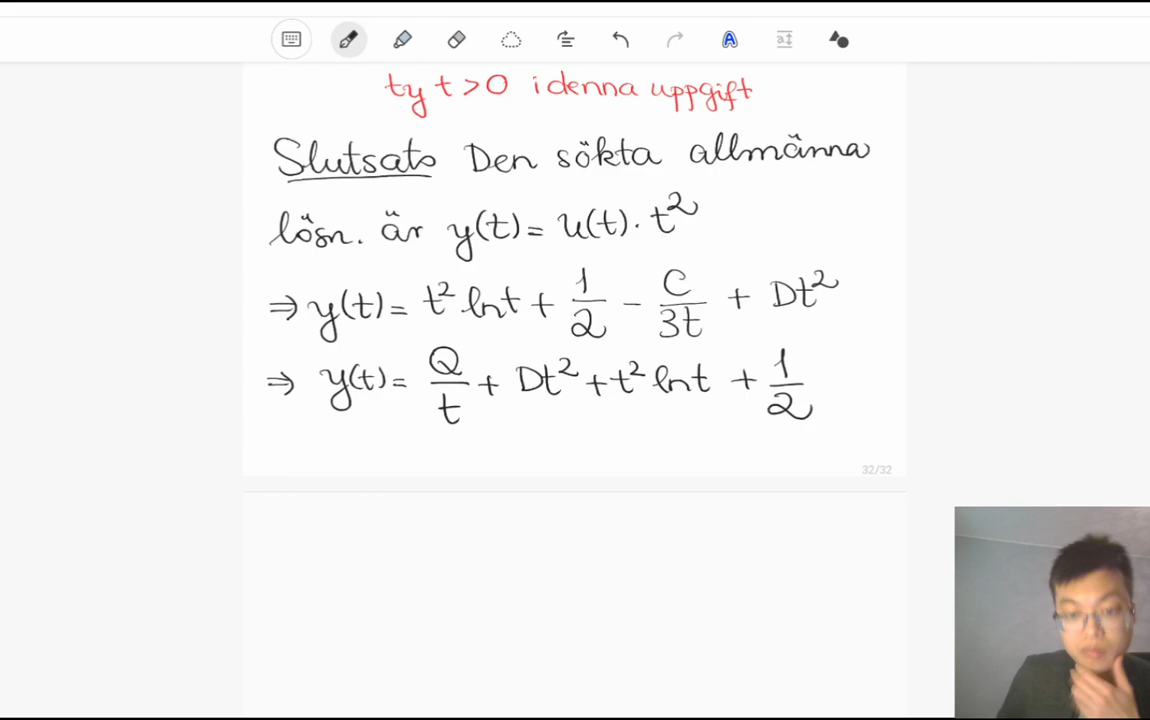 ty t > 0 i denna uppgift
Slutsats Den sökta allmänna
lösn. är y(t) = u(t) · t²
⇒ y(t) = t² ln t + 1/2 − C/3t + Dt²
⇒ y(t) = Q/t + Dt² + t² ln t + 1/2
32/32